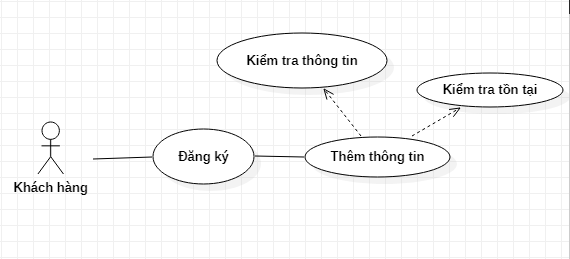 Kiểm tra thông tin
Kiểm tra tồn tại
Đăng ký
Thêm thông tin
Khách hàng